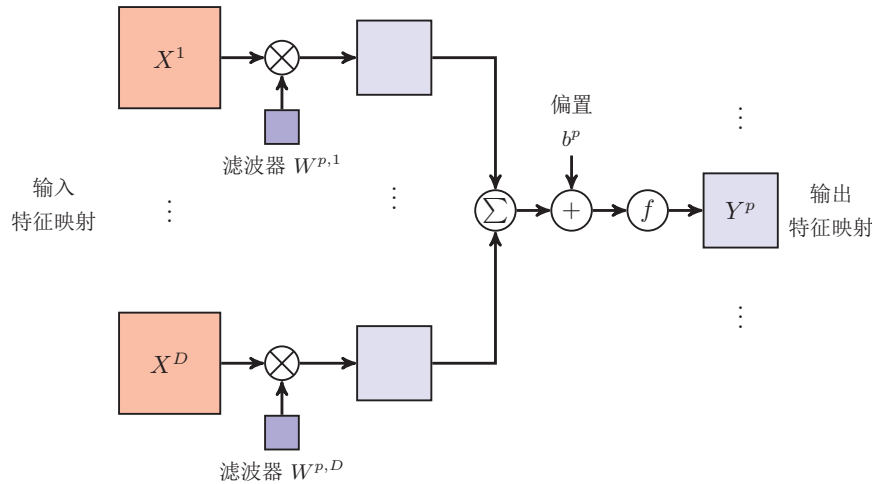 X^1
滤波器 W^{p,1}
偏置
b^p
⋮
输入
特征映射
⋮
⋮
∑
+
f
Y^p
输出
特征映射
⋮
X^D
滤波器 W^{p,D}